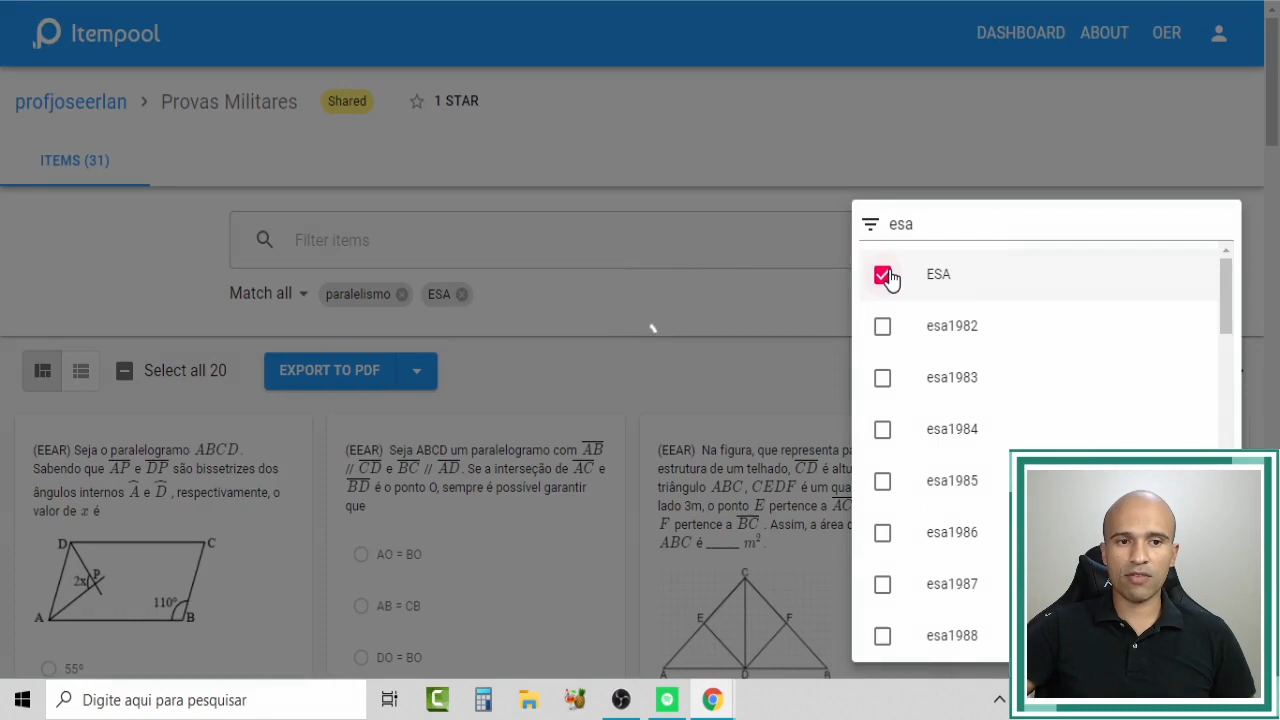 Itempool
DASHBOARD ABOUT OER
profjoseerlan > Provas Militares Shared 1 STAR
ITEMS (31)
Filter items
Match all paralelismo ESA
esa
ESA
esa1982
esa1983
esa1984
esa1985
esa1986
esa1987
esa1988
Select all 20 EXPORT TO PDF
(EEAR) Seja o paralelogramo ABCD.
Sabendo que AP e DP são bissetrizes dos
ângulos internos Â e D̂, respectivamente, o
valor de x é
D C
P
2x
110º
A B
55º
(EEAR) Seja ABCD um paralelogramo com AB
// CD e BC // AD. Se a interseção de AC e
BD é o ponto O, sempre é possível garantir
que
AO = BO
AB = CB
DO = BO
(EEAR) Na figura, que representa pa
estrutura de um telhado, CD é altu
triângulo ABC, CEDF é um qua
lado 3m, o ponto E pertence a AC
F pertence a BC. Assim, a área d
ABC é _____ m².
C
E F
A D B
Digite aqui para pesquisar